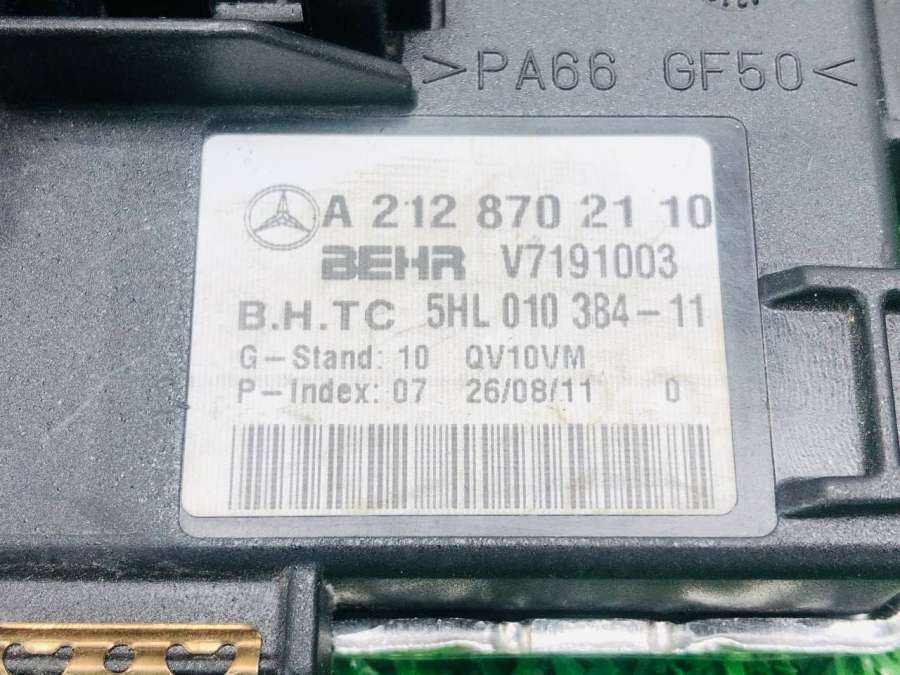 >PA66 GF50<
A 212 870 21 10
BEHR V7191003
B.H.TC 5HL 010 384-11
G-Stand: 10 QV10VM
P-Index: 07 26/08/11 0